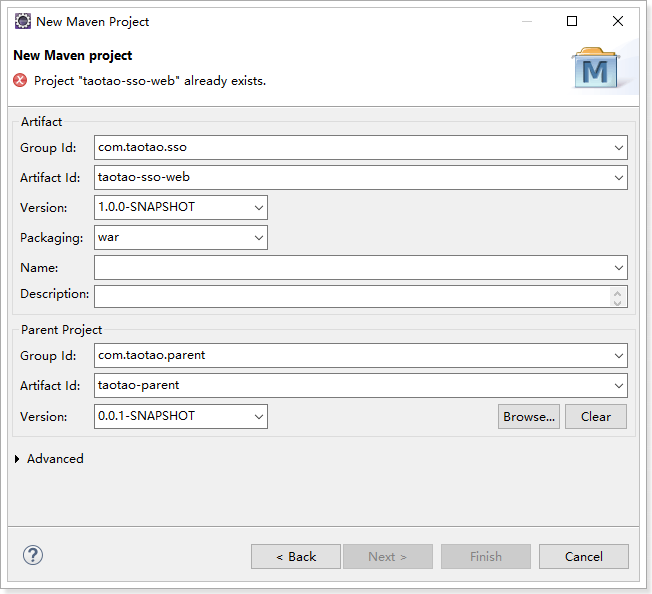 New Maven Project
New Maven project
Project "taotao-sso-web" already exists.
M
Artifact
Group Id: com.taotao.sso
Artifact Id: taotao-sso-web
Version: 1.0.0-SNAPSHOT
Packaging: war
Name:
Description:
Parent Project
Group Id: com.taotao.parent
Artifact Id: taotao-parent
Version: 0.0.1-SNAPSHOT Browse... Clear
Advanced
? < Back Next > Finish Cancel